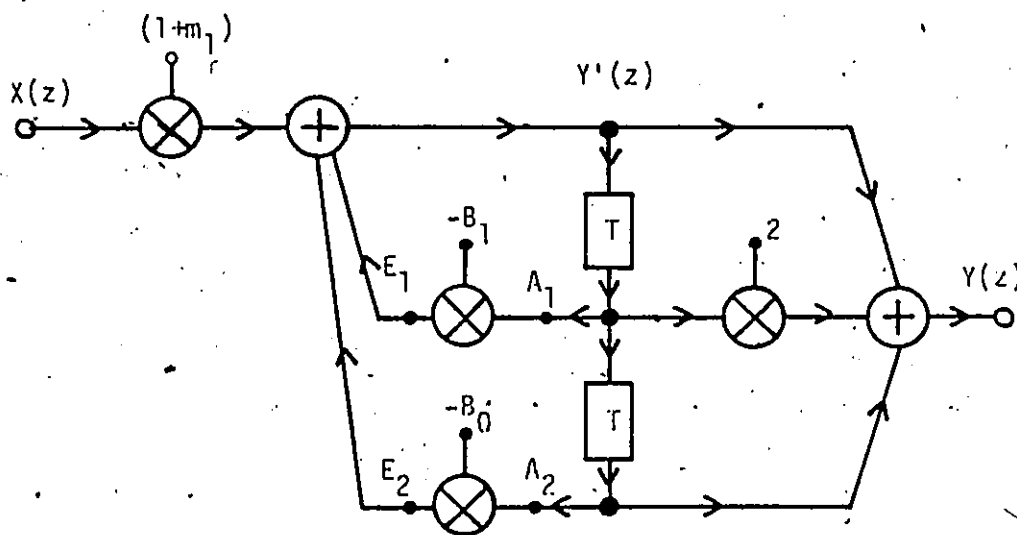 (1+m₁)
X(z)
Y'(z)
-B₁
T
2
E₁
A₁
Y(z)
-B₀
T
E₂
A₂